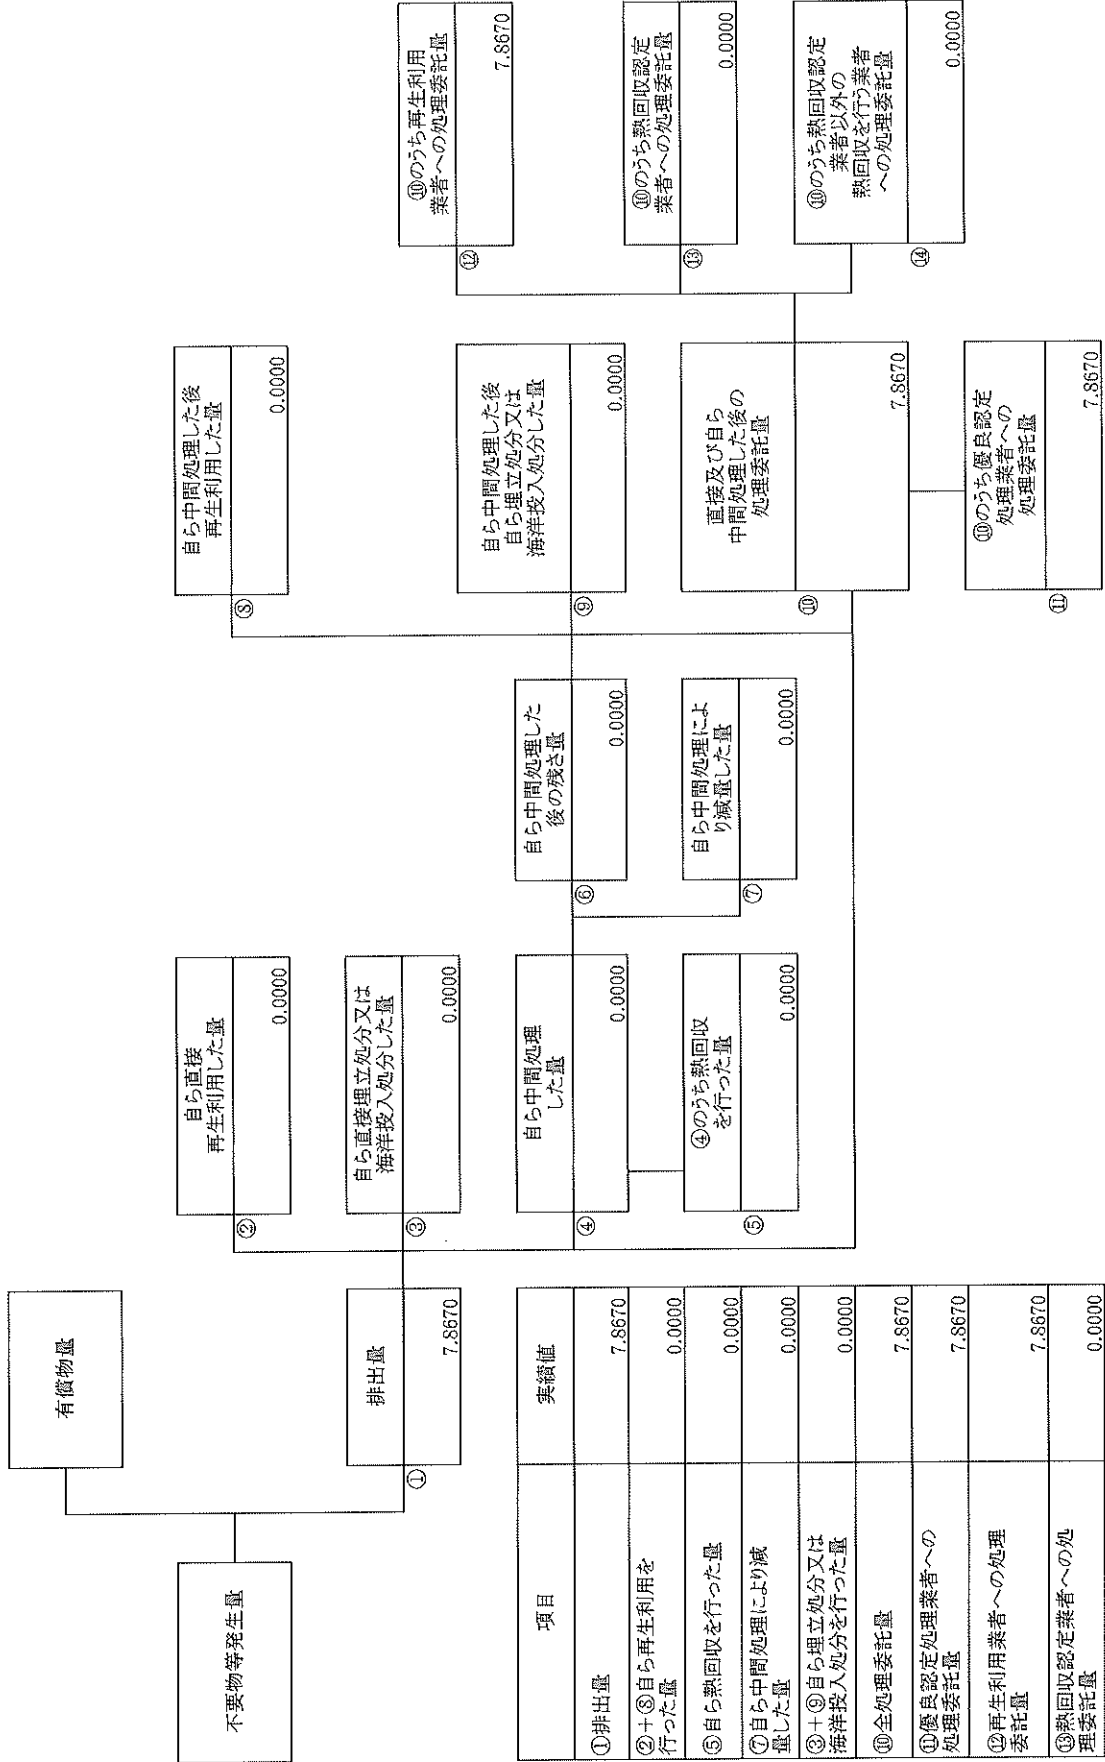 不要物等発生量
有償物量
①
排出量
7.8670
②
自ら直接
再生利用した量
0.0000
③
自ら直接埋立処分又は
海洋投入処分した量
0.0000
④
自ら中間処理
した量
0.0000
⑤
④のうち熱回収
を行った量
0.0000
⑥
自ら中間処理した
後の残さ量
0.0000
⑦
自ら中間処理によ
り減量した量
0.0000
⑧
自ら中間処理した後
再生利用した量
0.0000
⑨
自ら中間処理した後
自ら埋立処分又は
海洋投入処分した量
0.0000
⑩
直接及び自ら
中間処理した後の
処理委託量
7.8670
⑪
⑩のうち優良認定
処理業者への
処理委託量
7.8670
⑫
⑩のうち再生利用
業者への処理委託量
7.8670
⑬
⑩のうち熱回収認定
業者への処理委託量
0.0000
⑭
⑩のうち熱回収認定
業者以外の
熱回収を行う業者
への処理委託量
0.0000
項目 実績値
①排出量 7.8670
②+⑧自ら再生利用を
行った量 0.0000
⑤自ら熱回収を行った量 0.0000
⑦自ら中間処理により減
量した量 0.0000
③+⑨自ら埋立処分又は
海洋投入処分を行った量 0.0000
⑩全処理委託量 7.8670
⑪優良認定処理業者への
処理委託量 7.8670
⑫再生利用業者への処理
委託量 7.8670
⑬熱回収認定業者への処
理委託量 0.0000